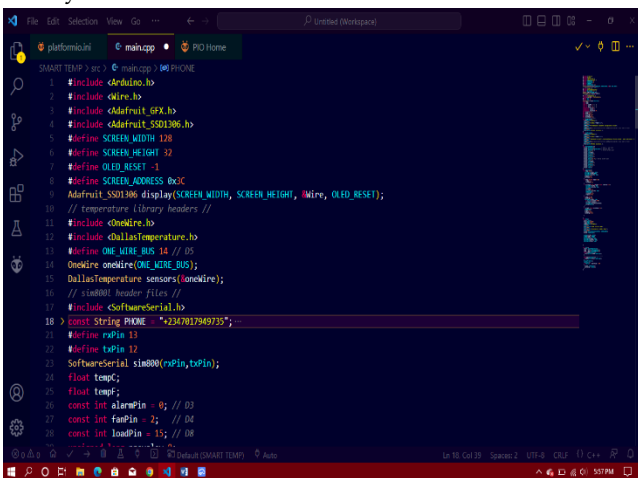 File Edit Selection View Go ··· Untitled (Workspace)
platformio.ini main.cpp PIO Home
SMART TEMP > src > main.cpp > PHONE
1 #include <Arduino.h>
2 #include <Wire.h>
3 #include <Adafruit_GFX.h>
4 #include <Adafruit_SSD1306.h>
5 #define SCREEN_WIDTH 128
6 #define SCREEN_HEIGHT 32
7 #define OLED_RESET -1
8 #define SCREEN_ADDRESS 0x3C
9 Adafruit_SSD1306 display(SCREEN_WIDTH, SCREEN_HEIGHT, &Wire, OLED_RESET);
10 // temperature library headers //
11 #include <OneWire.h>
12 #include <DallasTemperature.h>
13 #define ONE_WIRE_BUS 14 // D5
14 OneWire oneWire(ONE_WIRE_BUS);
15 DallasTemperature sensors(&oneWire);
16 // sim800l header files //
17 #include <SoftwareSerial.h>
18 const String PHONE = "+2347017949735";···
21 #define rxPin 13
22 #define txPin 12
23 SoftwareSerial sim800(rxPin,txPin);
24 float tempC;
25 float tempF;
26 const int alarmPin = 0; // D3
27 const int fanPin = 2; // D4
28 const int loadPin = 15; // D8
Default (SMART TEMP) Auto Ln 18, Col 39 Spaces: 2 UTF-8 CRLF {} C++
5:57 PM